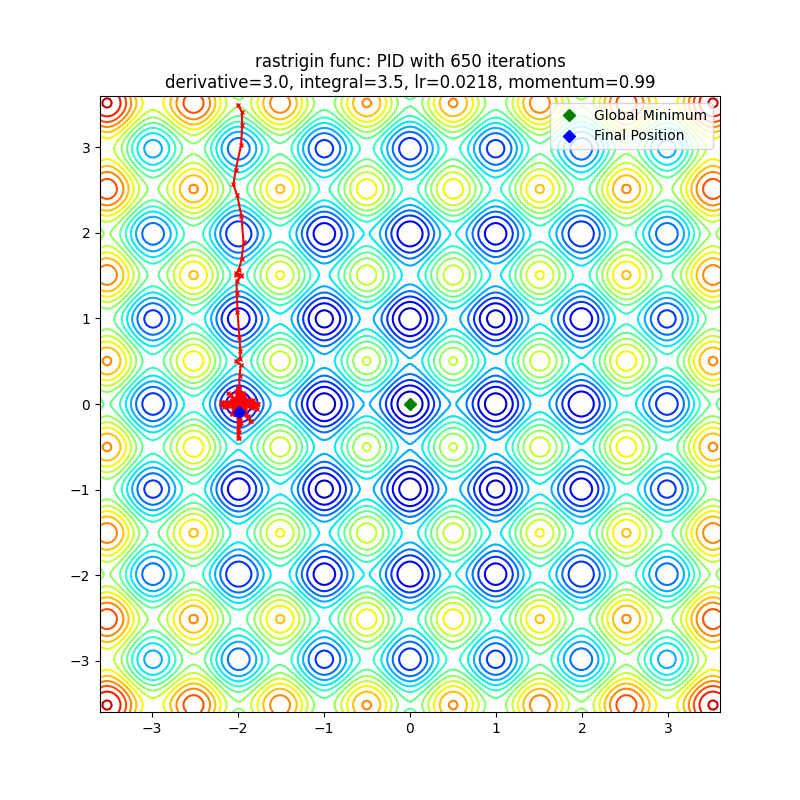 rastrigin func: PID with 650 iterations
derivative=3.0, integral=3.5, lr=0.0218, momentum=0.99
Global Minimum
Final Position
3
2
1
0
−1
−2
−3
−3 −2 −1 0 1 2 3